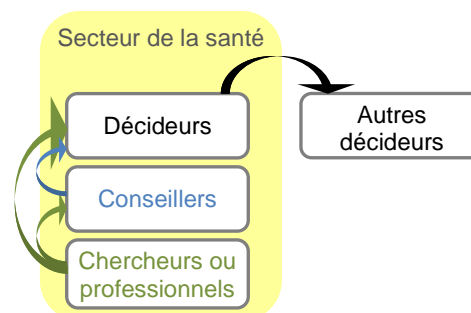 Secteur de la santé
Décideurs
Autres
décideurs
Conseillers
Chercheurs ou
professionnels